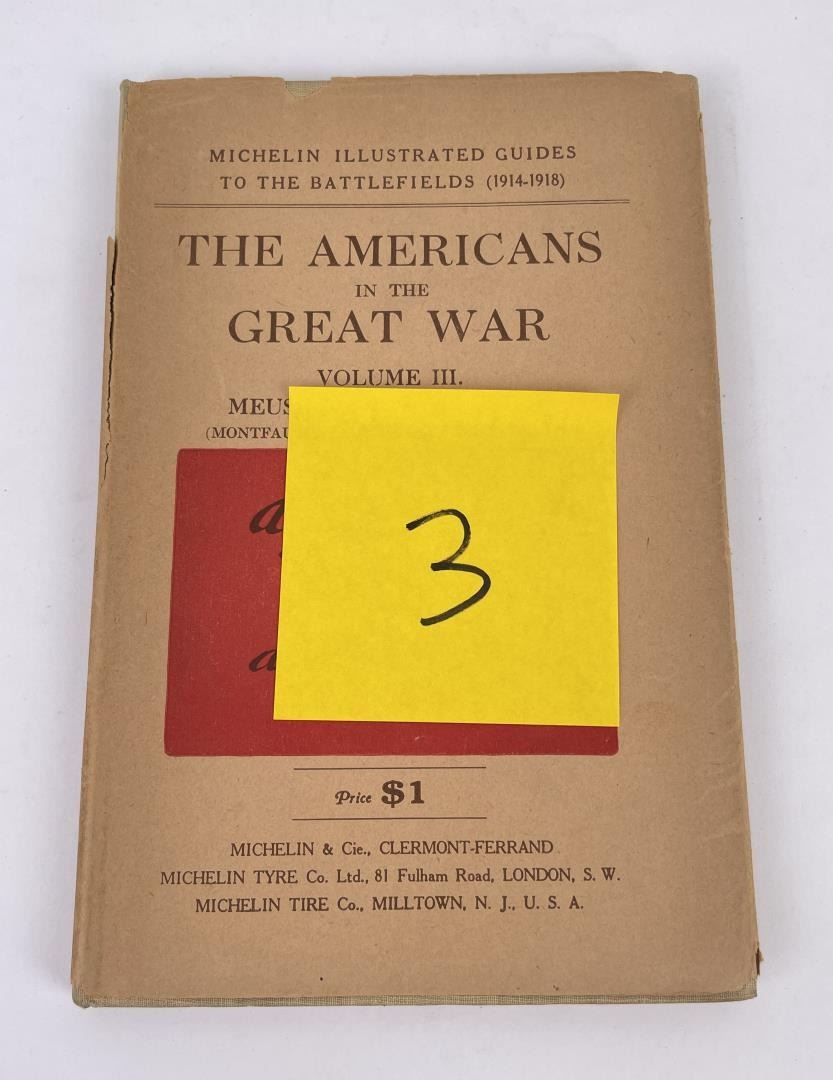 MICHELIN ILLUSTRATED GUIDES
TO THE BATTLEFIELDS (1914-1918)
THE AMERICANS
IN THE
GREAT WAR
VOLUME III.
3
Price $1
MICHELIN & Cie., CLERMONT-FERRAND
MICHELIN TYRE Co. Ltd., 81 Fulham Road, LONDON, S. W.
MICHELIN TIRE Co., MILLTOWN, N. J., U. S. A.